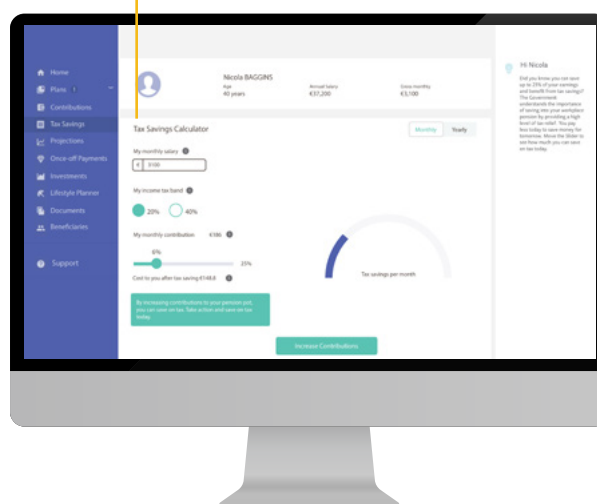 Home
Plans
Contributions
Tax Savings
Projections
Once-off Payments
Investments
Lifestyle Planner
Documents
Beneficiaries
Support
Nicola BAGGINS
Age
40 years
Annual Salary
€37,200
Gross monthly
€3,100
Tax Savings Calculator
Monthly Yearly
My monthly salary
€ 3100
My income tax band
20% 40%
My monthly contribution €186
6%
25%
Cost to you after tax saving €148.8
By increasing contributions to your pension pot,
you can save on tax. Take action and save on tax
today.
Tax savings per month
Increase Contributions
Hi Nicola
Did you know you can save
up to 25% of your earnings
and benefit from tax savings?
The Government
understands the importance
of saving into your workplace
pension by providing a high
level of tax relief. You pay
less today to save money for
tomorrow. Move the Slider to
see how much you can save
on tax today.